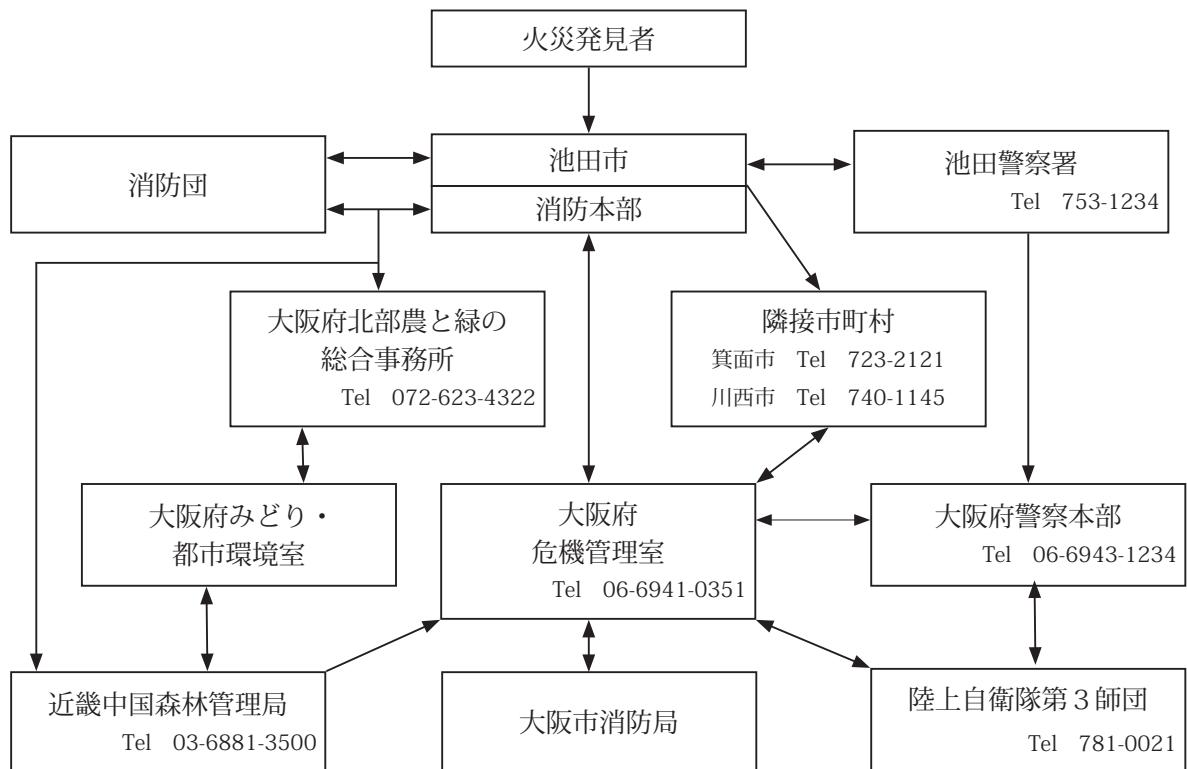 火災発見者
消防団
池田市
消防本部
池田警察署
Tel 753-1234
大阪府北部農と緑の
総合事務所
Tel 072-623-4322
隣接市町村
箕面市 Tel 723-2121
川西市 Tel 740-1145
大阪府みどり・
都市環境室
大阪府
危機管理室
Tel 06-6941-0351
大阪府警察本部
Tel 06-6943-1234
近畿中国森林管理局
Tel 03-6881-3500
大阪市消防局
陸上自衛隊第３師団
Tel 781-0021